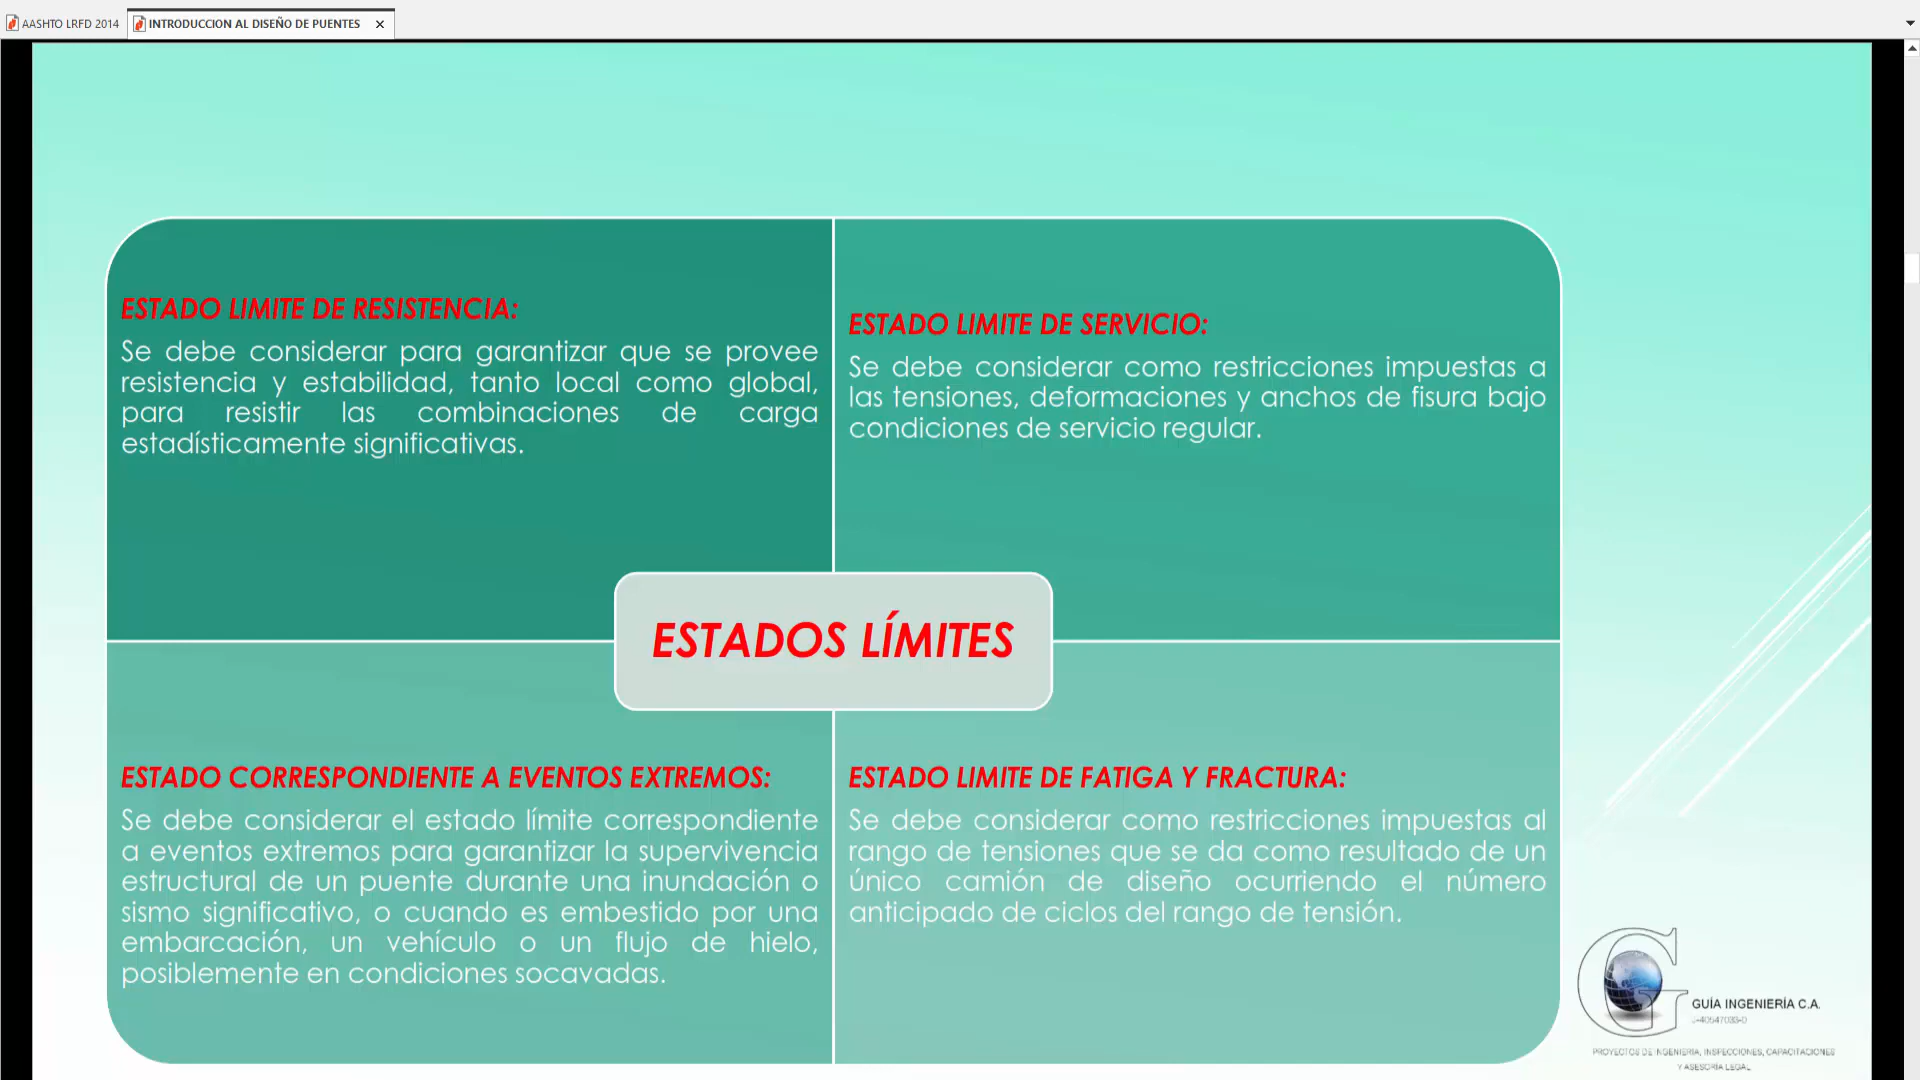 AASHTO LRFD 2014
INTRODUCCION AL DISEÑO DE PUENTES
ESTADO LIMITE DE RESISTENCIA:
Se debe considerar para garantizar que se provee
resistencia y estabilidad, tanto local como global,
para resistir las combinaciones de carga
estadísticamente significativas.
ESTADO LIMITE DE SERVICIO:
Se debe considerar como restricciones impuestas a
las tensiones, deformaciones y anchos de fisura bajo
condiciones de servicio regular.
ESTADOS LÍMITES
ESTADO CORRESPONDIENTE A EVENTOS EXTREMOS:
Se debe considerar el estado límite correspondiente
a eventos extremos para garantizar la supervivencia
estructural de un puente durante una inundación o
sismo significativo, o cuando es embestido por una
embarcación, un vehículo o un flujo de hielo,
posiblemente en condiciones socavadas.
ESTADO LIMITE DE FATIGA Y FRACTURA:
Se debe considerar como restricciones impuestas al
rango de tensiones que se da como resultado de un
único camión de diseño ocurriendo el número
anticipado de ciclos del rango de tensión.
G
GUÍA INGENIERÍA C.A.
PROYECTOS DE INGENIERIA, INSPECCIONES, CAPACITACIONES
Y ASESORÍA LEGAL